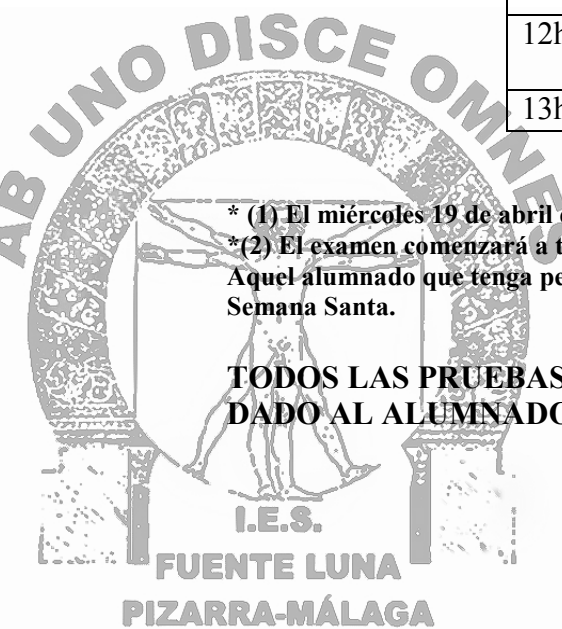 12h
13h
AB UNO DISCE OMNES
* (1) El miércoles 19 de abril
*(2) El examen comenzará a
Aquel alumnado que tenga
Semana Santa.
TODOS LAS PRUEBAS
DADO AL ALUMNADO
I.E.S.
FUENTE LUNA
PIZARRA-MÁLAGA